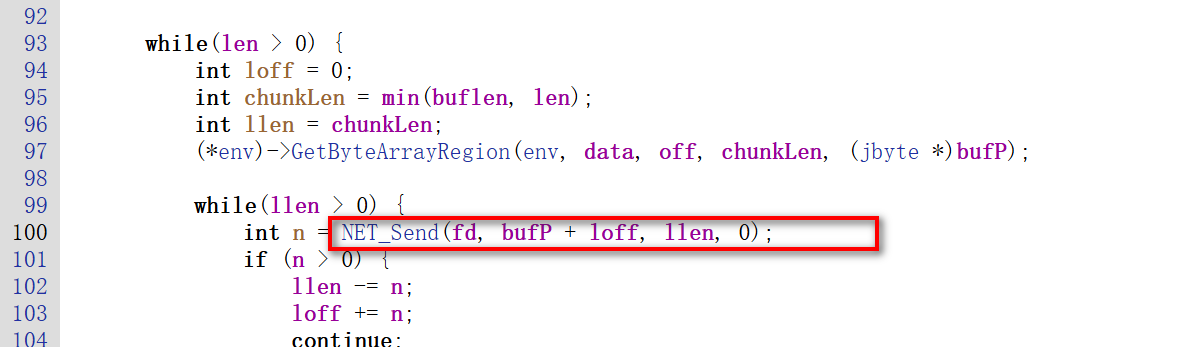 92
93 while(len > 0) {
94 int loff = 0;
95 int chunkLen = min(buflen, len);
96 int llen = chunkLen;
97 (*env)->GetByteArrayRegion(env, data, off, chunkLen, (jbyte *)bufP);
98
99 while(llen > 0) {
100 int n = NET_Send(fd, bufP + loff, llen, 0);
101 if (n > 0) {
102 llen -= n;
103 loff += n;
104 continue;